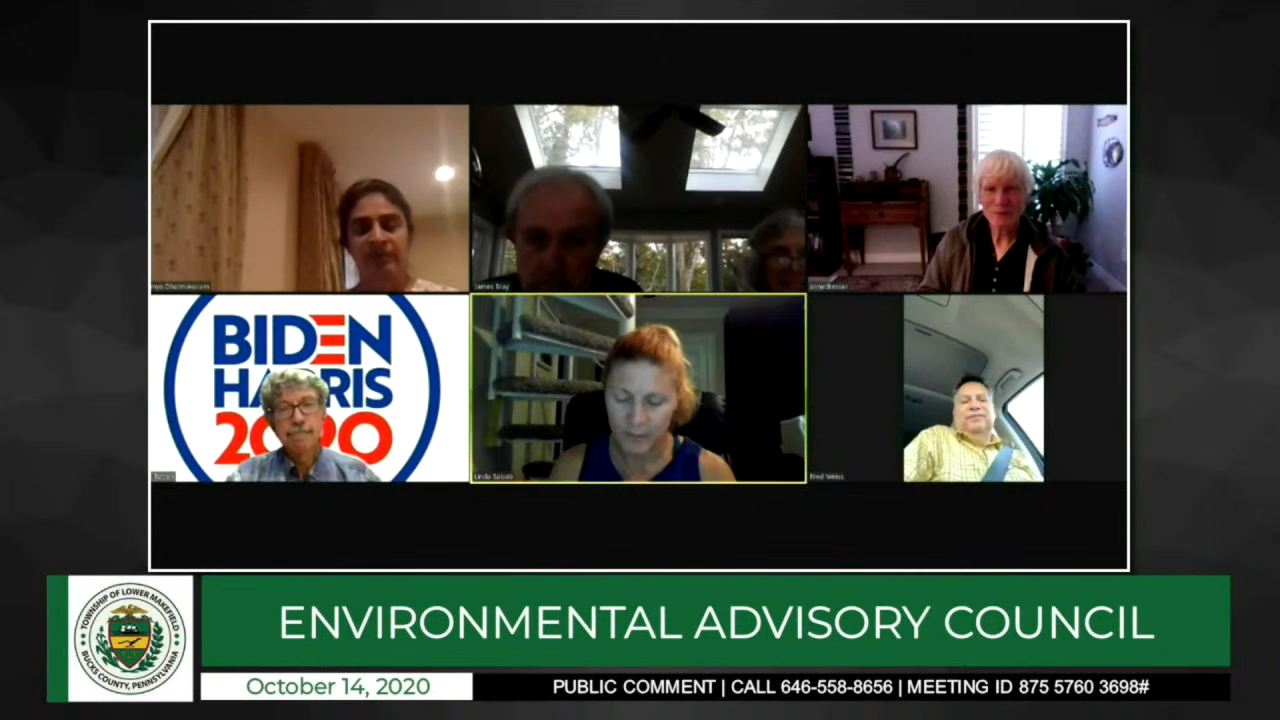 James Bray
annedresser
BIDEN
HARRIS
2020
Linda Salvati
Fred Weiss
TOWNSHIP OF LOWER MAKEFIELD
BUCKS COUNTY, PENNSYLVANIA
ENVIRONMENTAL ADVISORY COUNCIL
October 14, 2020
PUBLIC COMMENT | CALL 646-558-8656 | MEETING ID 875 5760 3698#